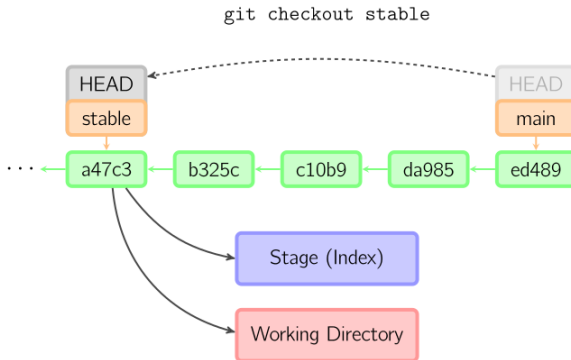 git checkout stable
HEAD HEAD
stable main
... a47c3 b325c c10b9 da985 ed489
Stage (Index)
Working Directory